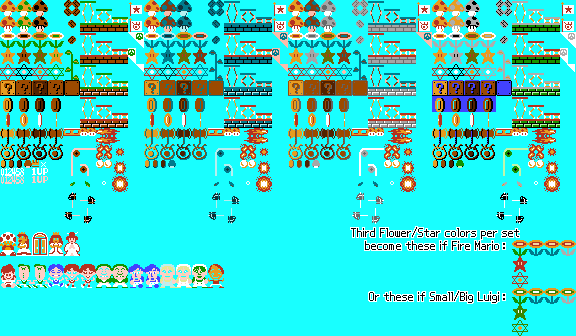 Third Flower/Star colors per set
become these if Fire Mario:
Or these if Small/Big Luigi: